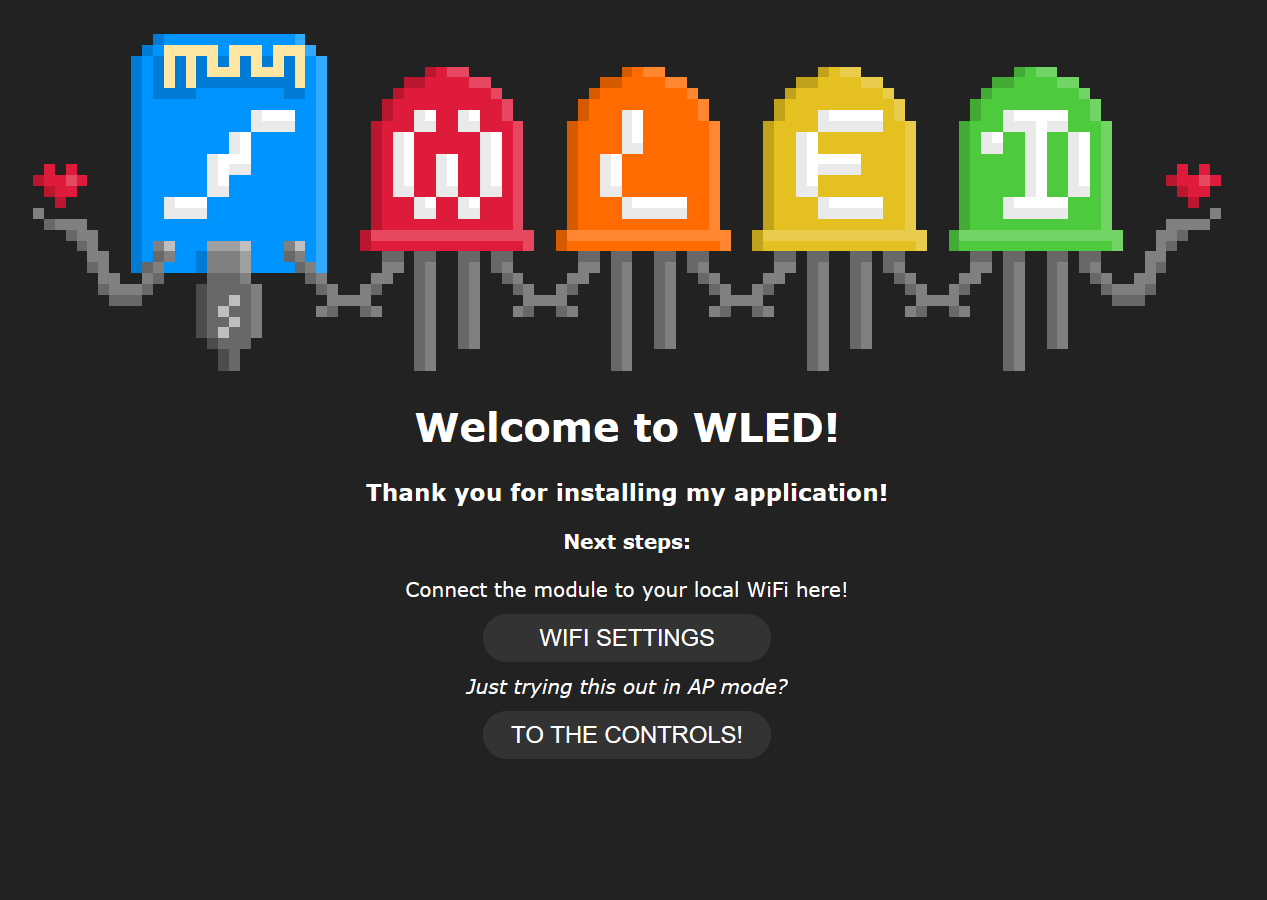 WLED
Welcome to WLED!
Thank you for installing my application!
Next steps:
Connect the module to your local WiFi here!
WIFI SETTINGS
Just trying this out in AP mode?
TO THE CONTROLS!